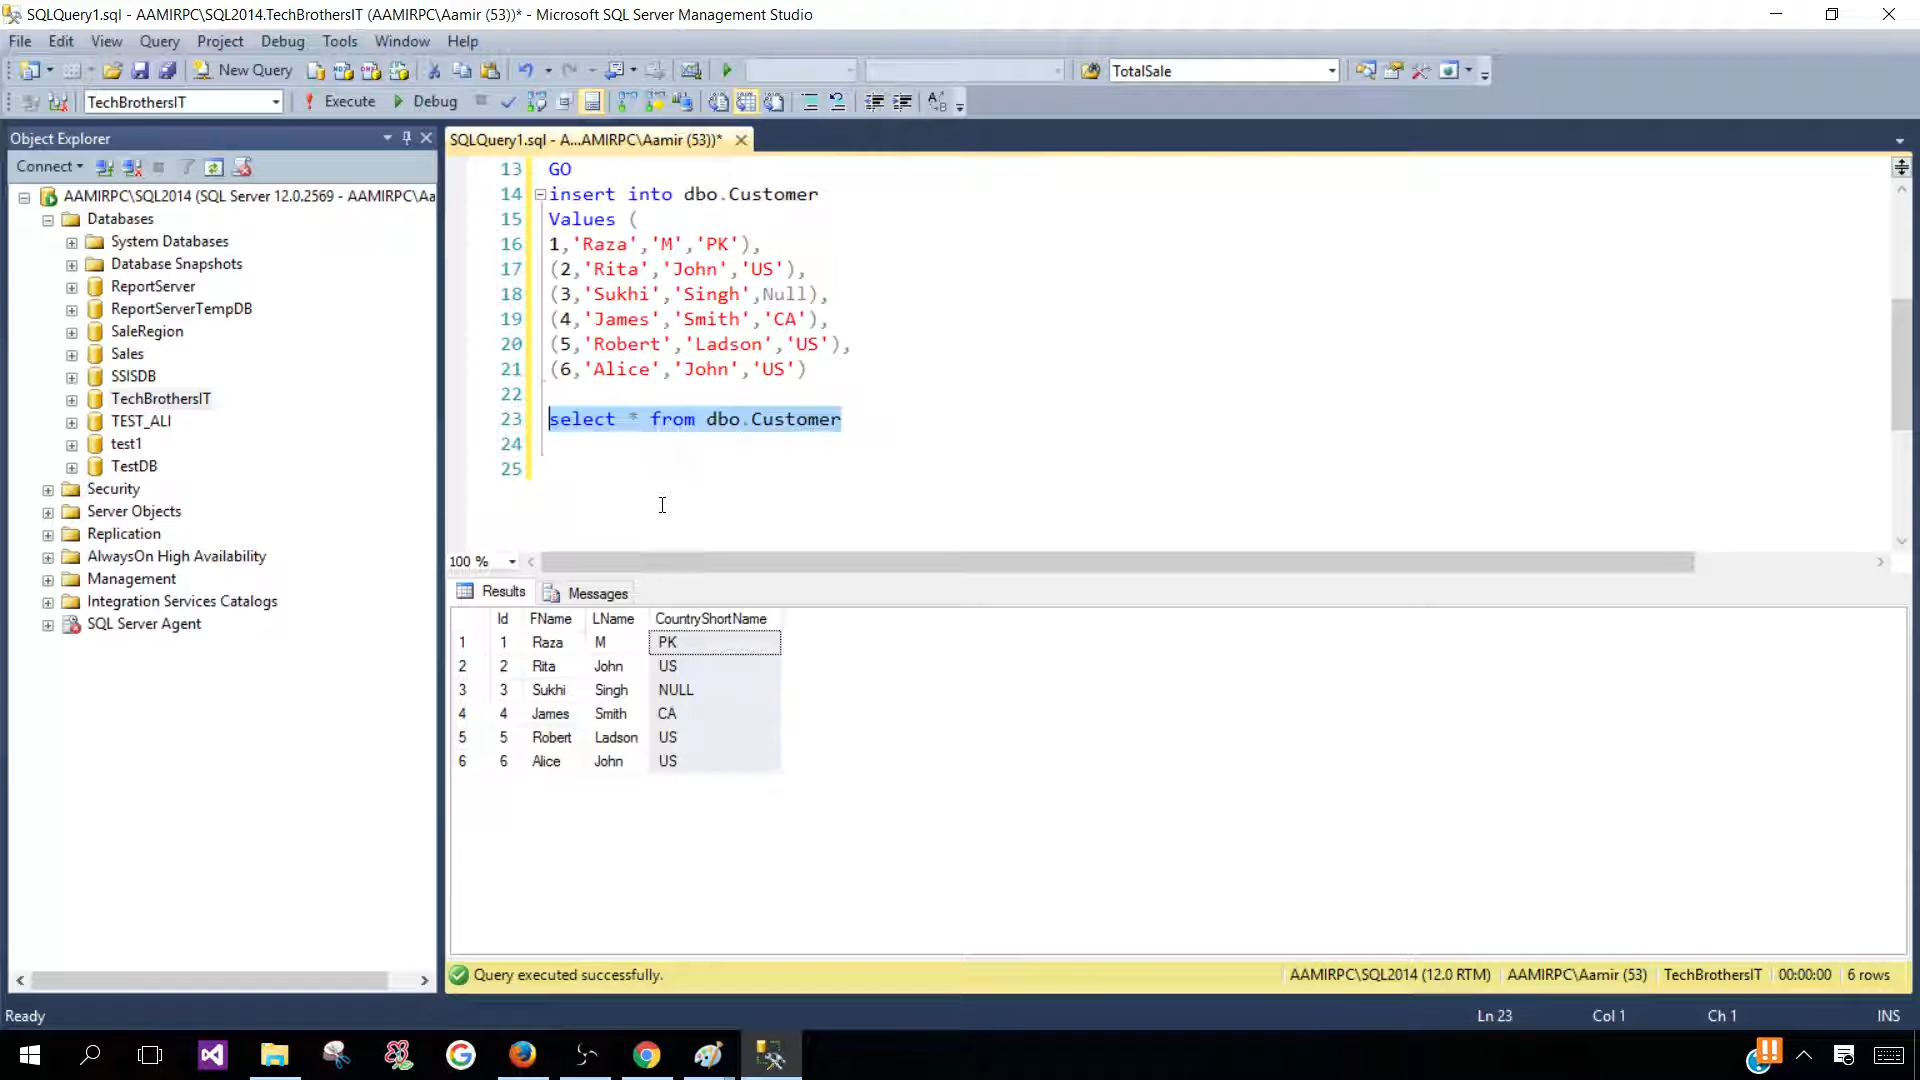 SQLQuery1.sql - AAMIRPC\SQL2014.TechBrothersIT (AAMIRPC\Aamir (53))* - Microsoft SQL Server Management Studio
File Edit View Query Project Debug Tools Window Help
New Query TotalSale
TechBrothersIT Execute Debug
Object Explorer
Connect
AAMIRPC\SQL2014 (SQL Server 12.0.2569 - AAMIRPC\Aa
Databases
System Databases
Database Snapshots
ReportServer
ReportServerTempDB
SaleRegion
Sales
SSISDB
TechBrothersIT
TEST_ALI
test1
TestDB
Security
Server Objects
Replication
AlwaysOn High Availability
Management
Integration Services Catalogs
SQL Server Agent
SQLQuery1.sql - A...AMIRPC\Aamir (53))*
13 GO
14 insert into dbo.Customer
15 Values (
16 1,'Raza','M','PK'),
17 (2,'Rita','John','US'),
18 (3,'Sukhi','Singh',Null),
19 (4,'James','Smith','CA'),
20 (5,'Robert','Ladson','US'),
21 (6,'Alice','John','US')
22
23 select * from dbo.Customer
24
25
100 %
Results Messages
Id FName LName CountryShortName
1 1 Raza M PK
2 2 Rita John US
3 3 Sukhi Singh NULL
4 4 James Smith CA
5 5 Robert Ladson US
6 6 Alice John US
Query executed successfully. AAMIRPC\SQL2014 (12.0 RTM) AAMIRPC\Aamir (53) TechBrothersIT 00:00:00 6 rows
Ready Ln 23 Col 1 Ch 1 INS